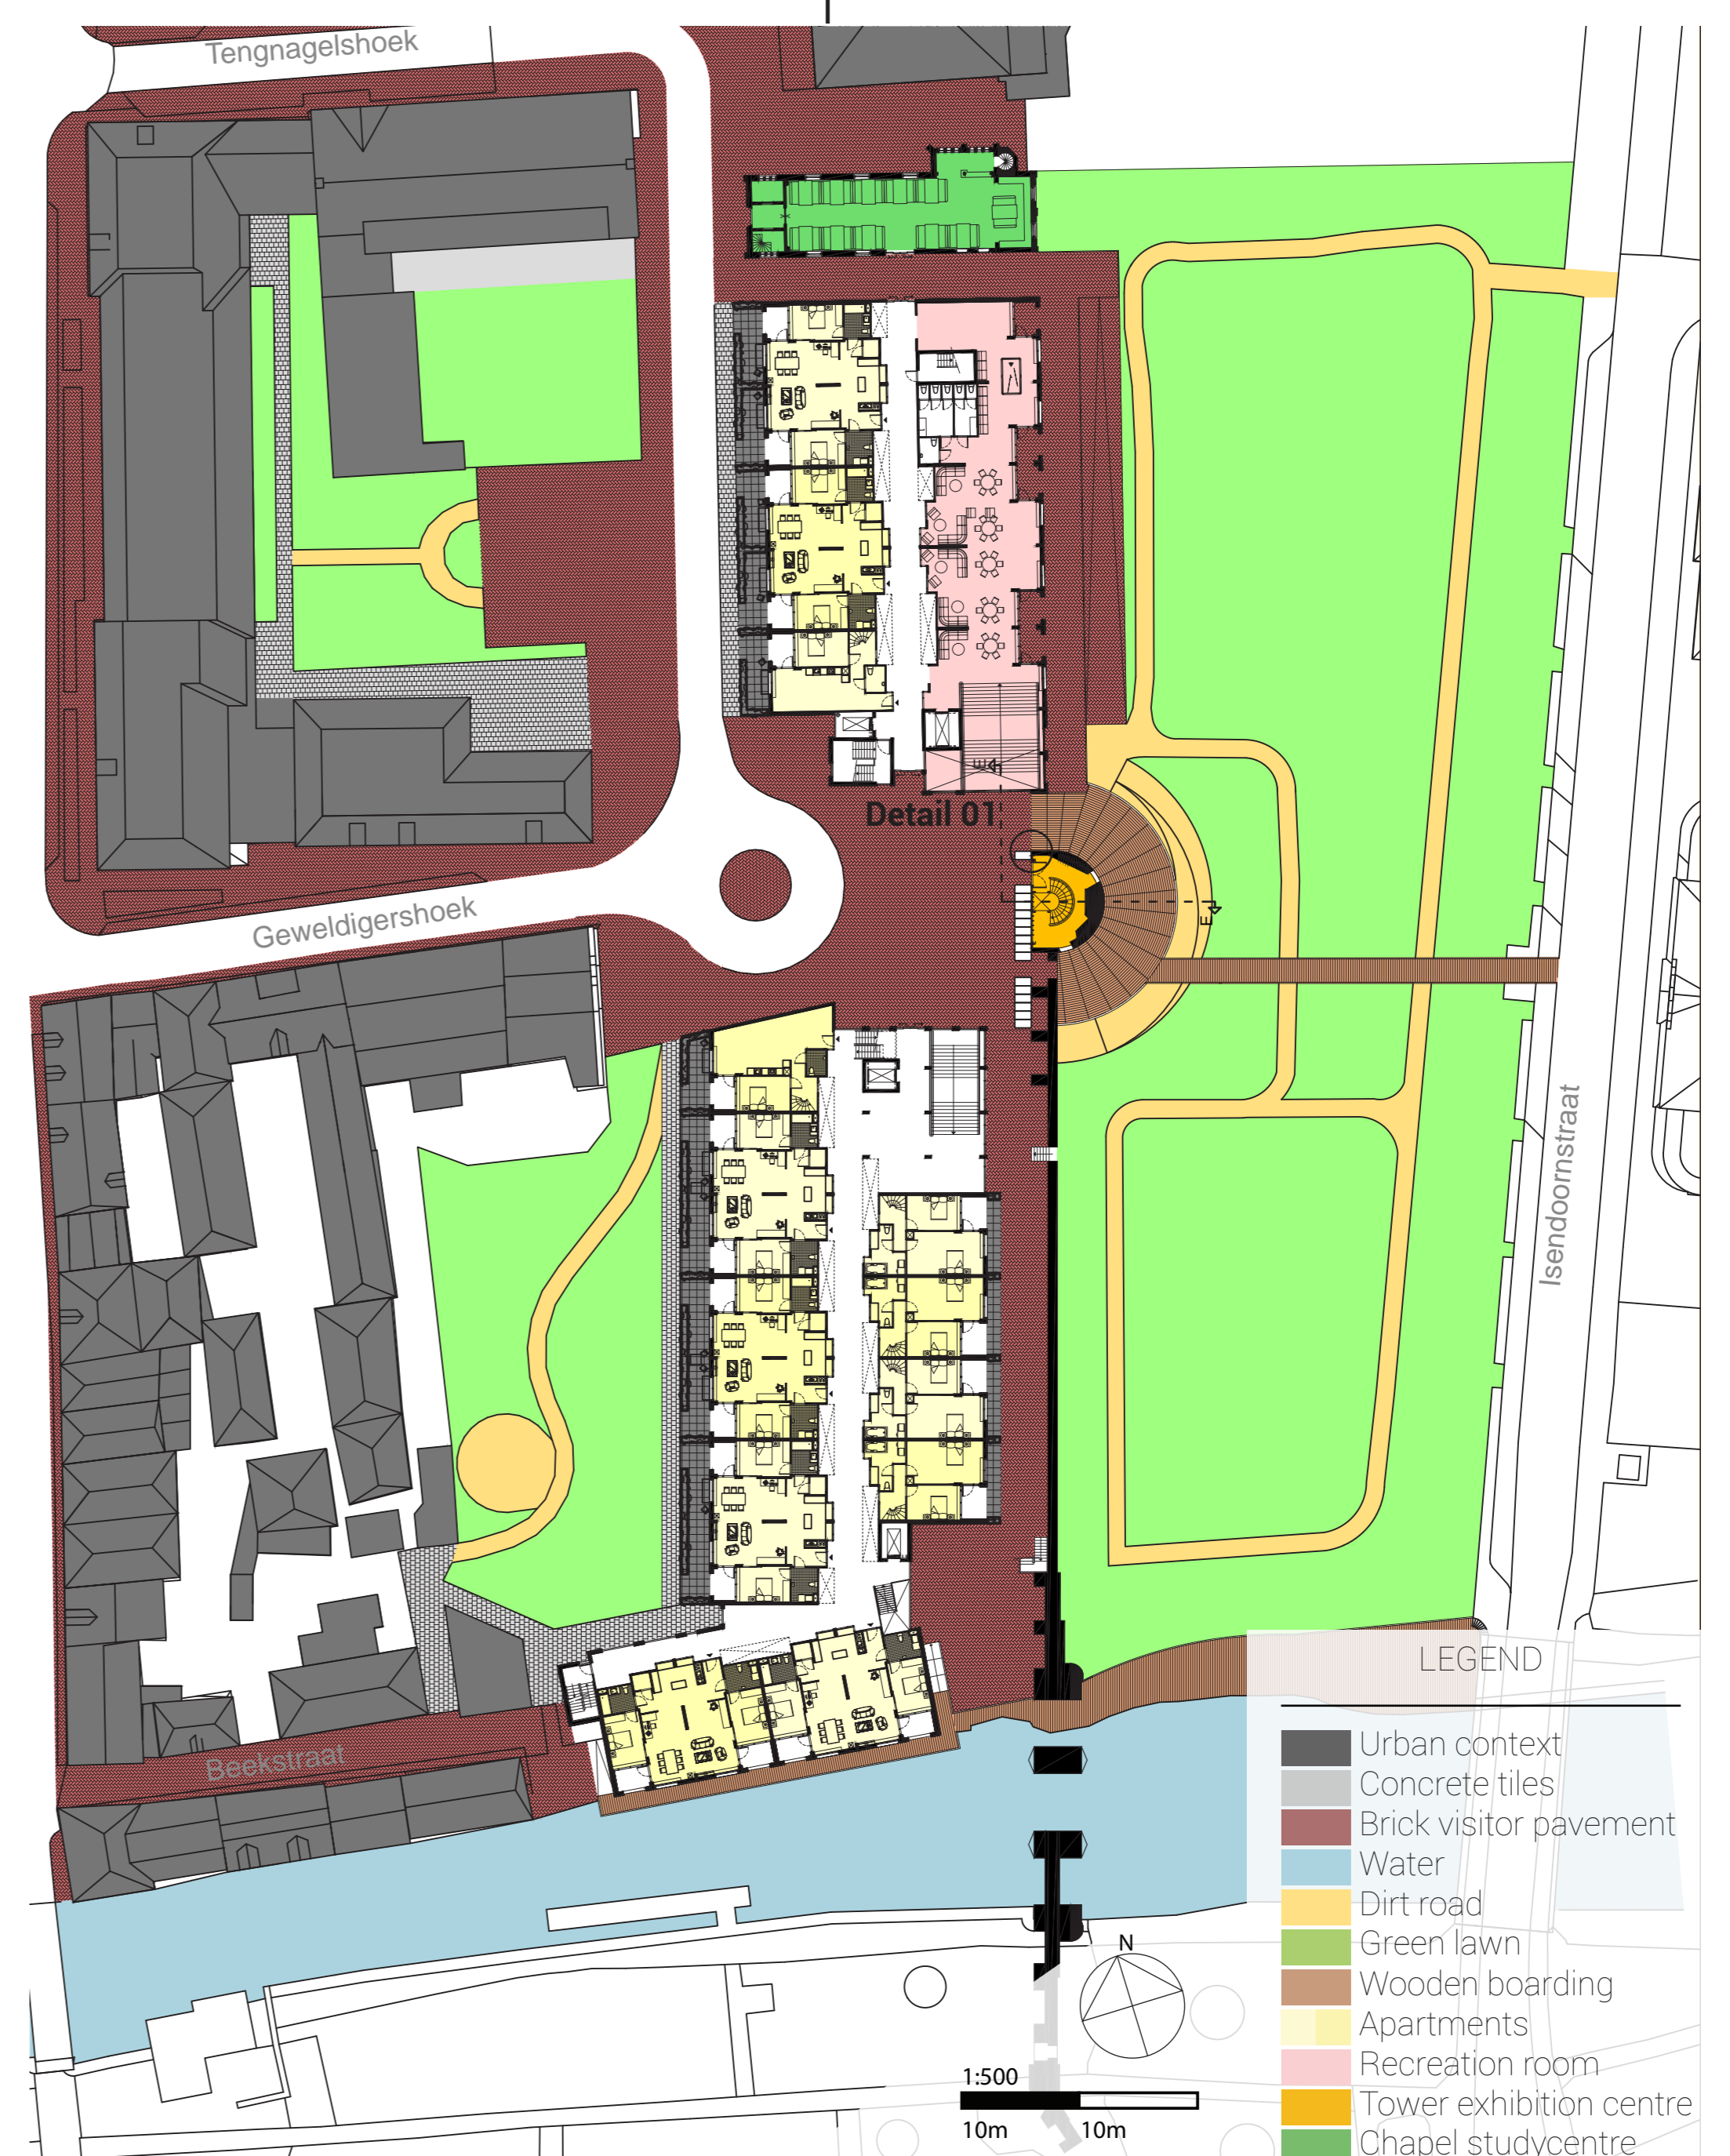 Tengnagelshoek
Detail 01
E
E
Geweldigershoek
Isendoornstraat
Beekstraat
LEGEND
Urban context
Concrete tiles
Brick visitor pavement
Water
Dirt road
Green lawn
Wooden boarding
Apartments
Recreation room
Tower exhibition centre
Chapel studycentre
N
1:500
10m 10m